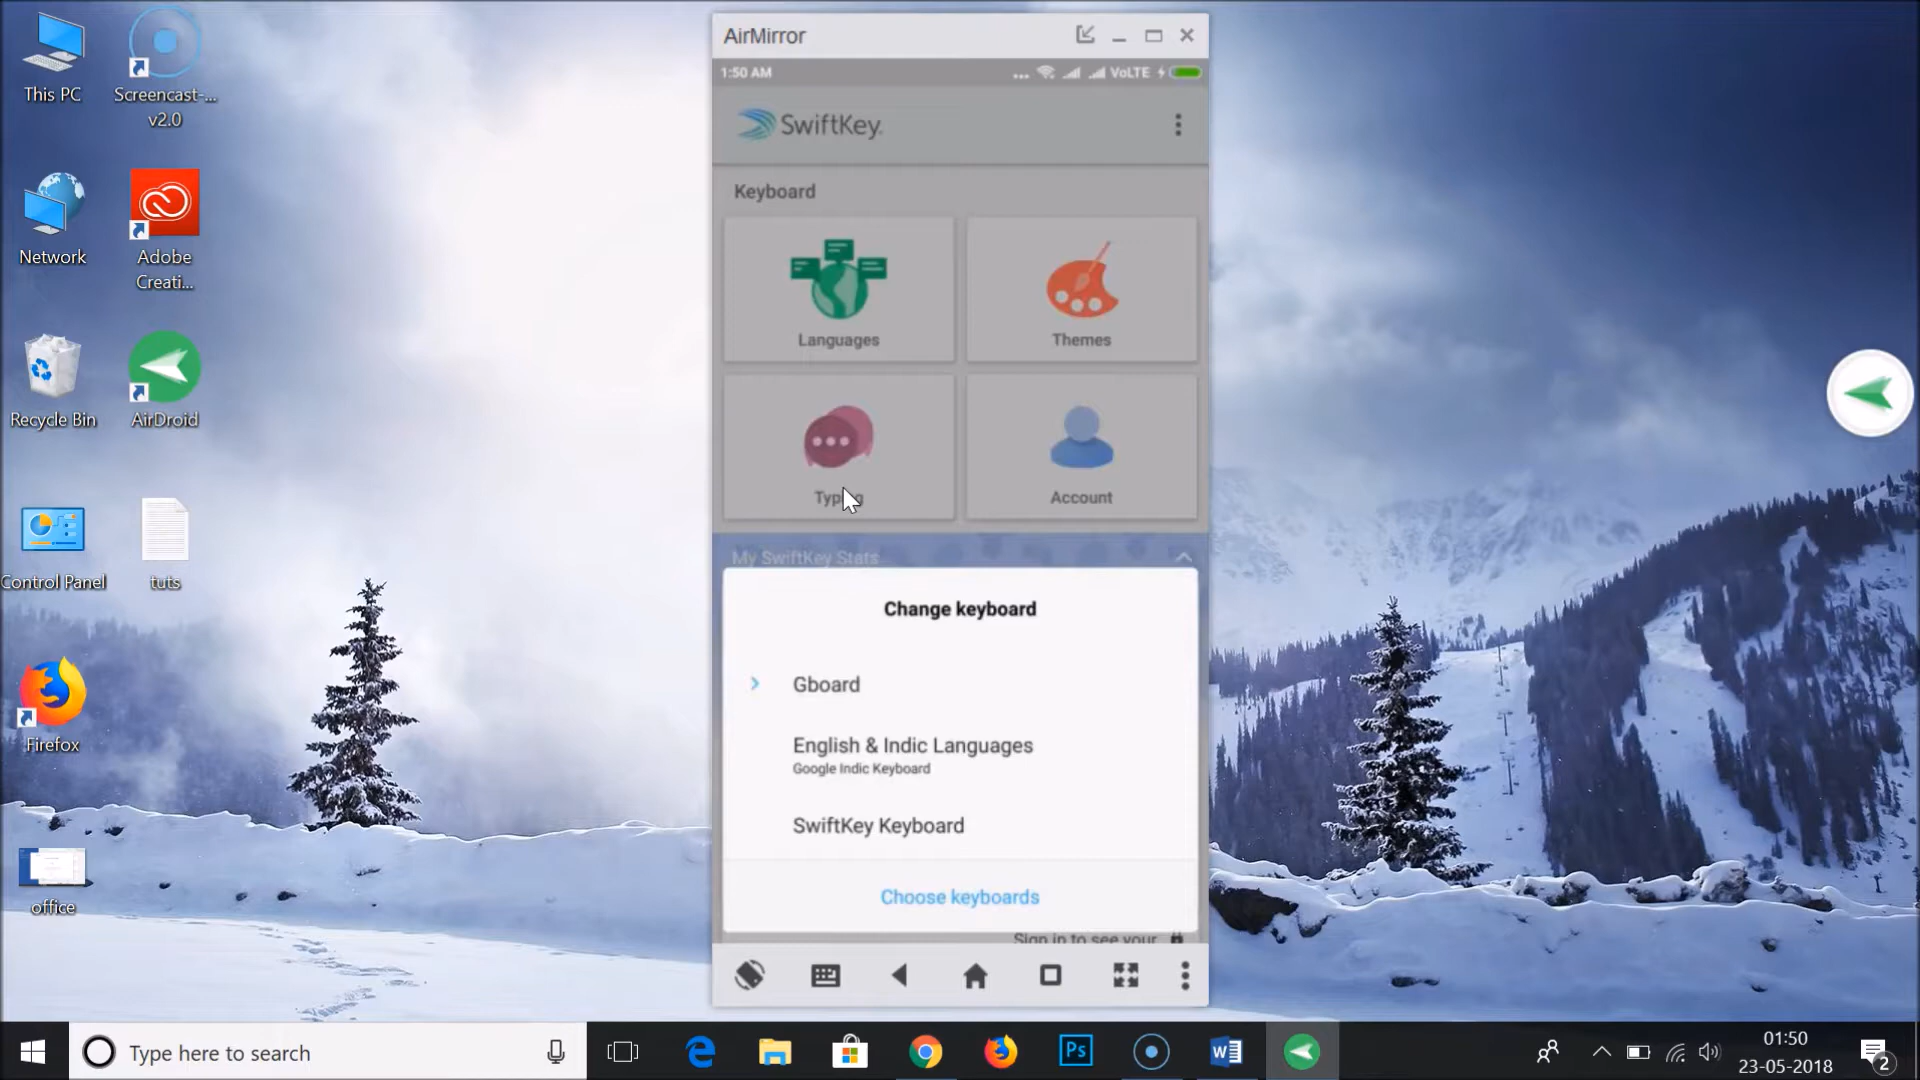 This PC
Screencast-...
v2.0
Network
Adobe
Creati...
Recycle Bin
AirDroid
Control Panel
tuts
Firefox
office
AirMirror
1:50 AM
... VoLTE
SwiftKey.
Keyboard
Languages
Themes
Typing
Account
My SwiftKey Stats
Change keyboard
Gboard
English & Indic Languages
Google Indic Keyboard
SwiftKey Keyboard
Choose keyboards
Sign in to see your
Type here to search
Ps
W
01:50
23-05-2018
2